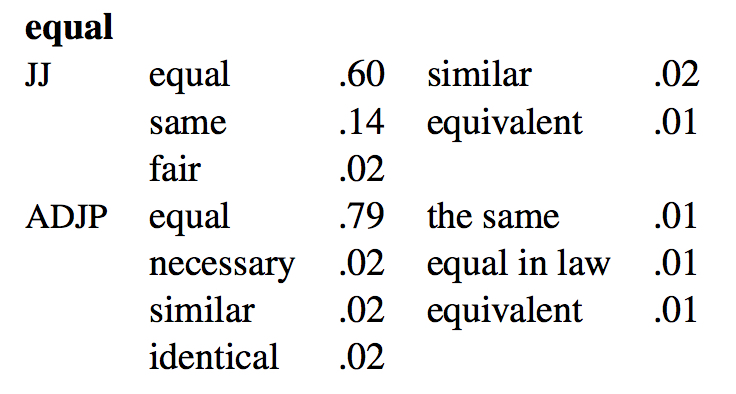 equal
JJ equal .60 similar .02
same .14 equivalent .01
fair .02
ADJP equal .79 the same .01
necessary .02 equal in law .01
similar .02 equivalent .01
identical .02